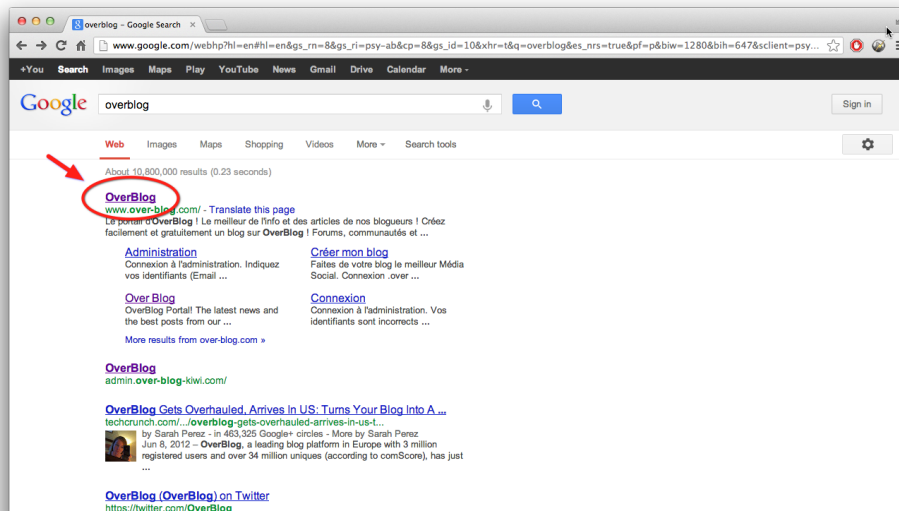 overblog - Google Search
www.google.com/webhp?hl=en#hl=en&gs_rn=8&gs_ri=psy-ab&cp=8&gs_id=10&xhr=t&q=overblog&es_nrs=true&pf=p&biw=1280&bih=647&sclient=psy...
+You Search Images Maps Play YouTube News Gmail Drive Calendar More
Google overblog Sign in
Web Images Maps Shopping Videos More Search tools
About 10,800,000 results (0.23 seconds)
OverBlog
www.over-blog.com/ - Translate this page
Le portail d'OverBlog ! Le meilleur de l'info et des articles de nos blogueurs ! Créez
facilement et gratuitement un blog sur OverBlog ! Forums, communautés et ...
Administration
Connexion à l'administration. Indiquez
vos identifiants (Email ...
Créer mon blog
Faites de votre blog le meilleur Média
Social. Connexion .over ...
Over Blog
OverBlog Portal! The latest news and
the best posts from our ...
Connexion
Connexion à l'administration. Vos
identifiants sont incorrects ...
More results from over-blog.com »
OverBlog
admin.over-blog-kiwi.com/
OverBlog Gets Overhauled, Arrives In US: Turns Your Blog Into A ...
techcrunch.com/.../overblog-gets-overhauled-arrives-in-us-t...
by Sarah Perez - in 463,325 Google+ circles - More by Sarah Perez
Jun 8, 2012 – OverBlog, a leading blog platform in Europe with 3 million
registered users and over 34 million uniques (according to comScore), has just
...
OverBlog (OverBlog) on Twitter
https://twitter.com/OverBlog